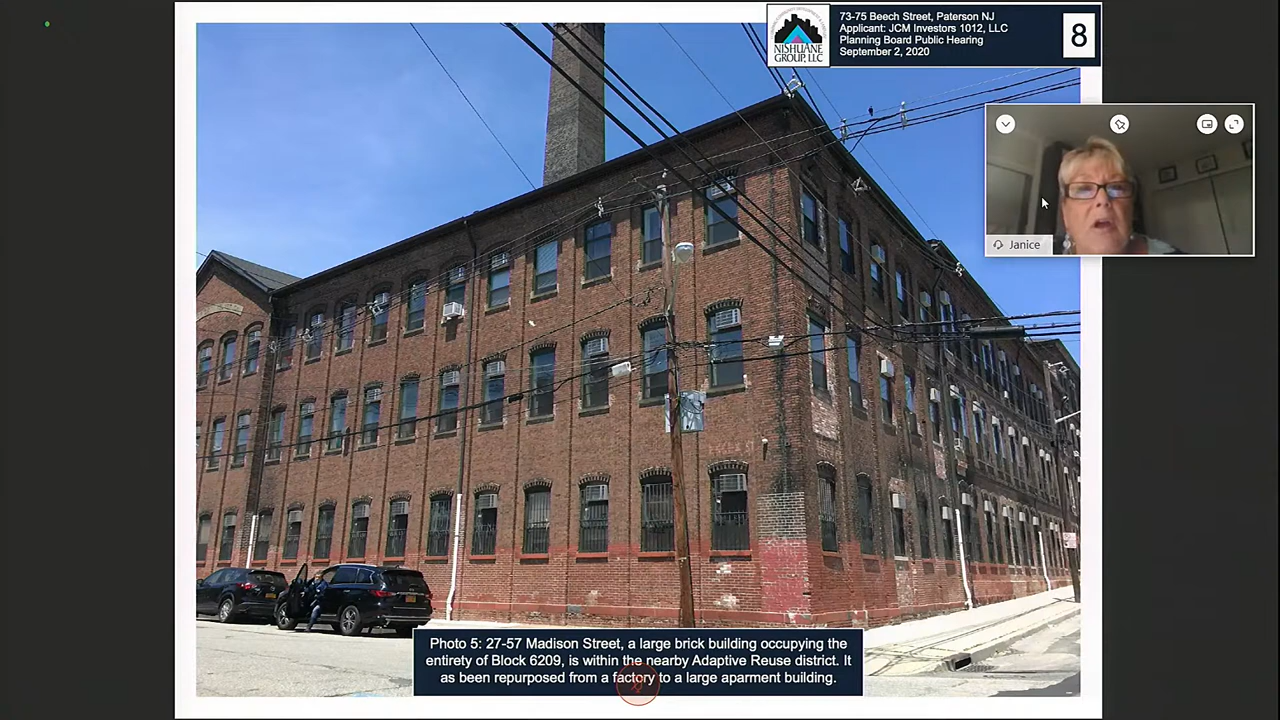 73-75 Beech Street, Paterson NJ
Applicant: JCM Investors 1012, LLC
Planning Board Public Hearing
September 2, 2020
8
NISHUANE
GROUP, LLC
Janice
Photo 5: 27-57 Madison Street, a large brick building occupying the
entirety of Block 6209, is within the nearby Adaptive Reuse district. It
as been repurposed from a factory to a large aparment building.